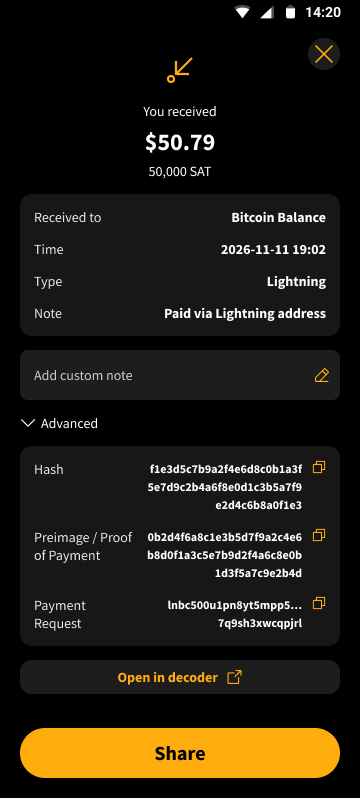 14:20
You received
$50.79
50,000 SAT
Received to Bitcoin Balance
Time 2026-11-11 19:02
Type Lightning
Note Paid via Lightning address
Add custom note
Advanced
Hash f1e3d5c7b9a2f4e6d8c0b1a3f
5e7d9c2b4a6f8e0d1c3b5a7f9
e2d4c6b8a0f1e3
Preimage / Proof 0b2d4f6a8c1e3b5d7f9a2c4e6
of Payment b8d0f1a3c5e7b9d2f4a6c8e0b
1d3f5a7c9e2b4d
Payment lnbc500u1pn8yt5mpp5...
Request 7q9sh3xwcqpjrl
Open in decoder
Share